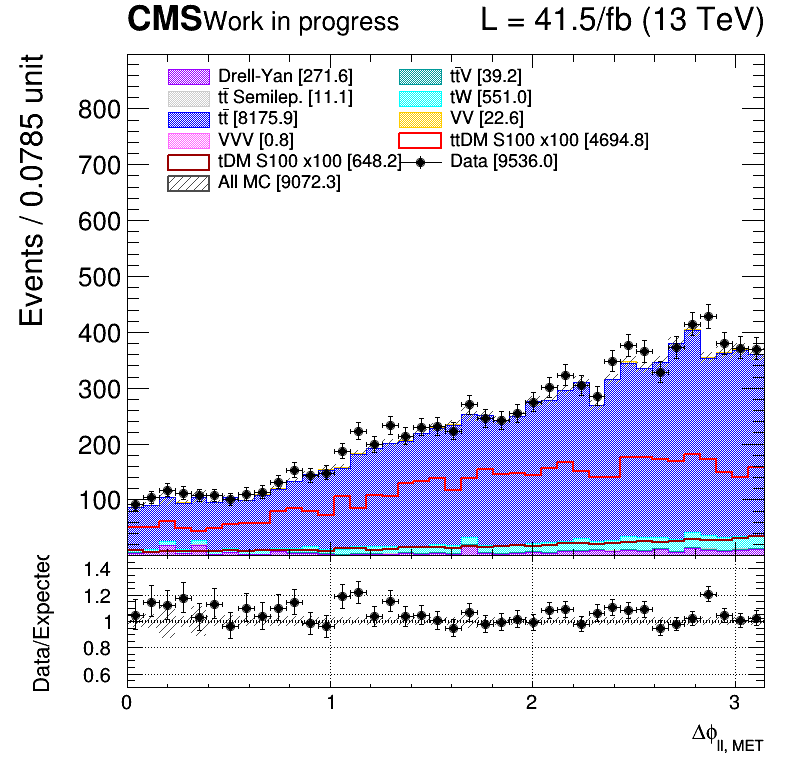 CMS Work in progress L = 41.5/fb (13 TeV)
Events / 0.0785 unit
Drell-Yan [271.6] tt̄V [39.2]
tt̄ Semilep. [11.1] tW [551.0]
tt̄ [8175.9] VV [22.6]
VVV [0.8] ttDM S100 x100 [4694.8]
tDM S100 x100 [648.2] Data [9536.0]
All MC [9072.3]
800
700
600
500
400
300
200
100
Data/Expected
1.4
1.2
1
0.8
0.6
0 1 2 3
Δϕll, MET